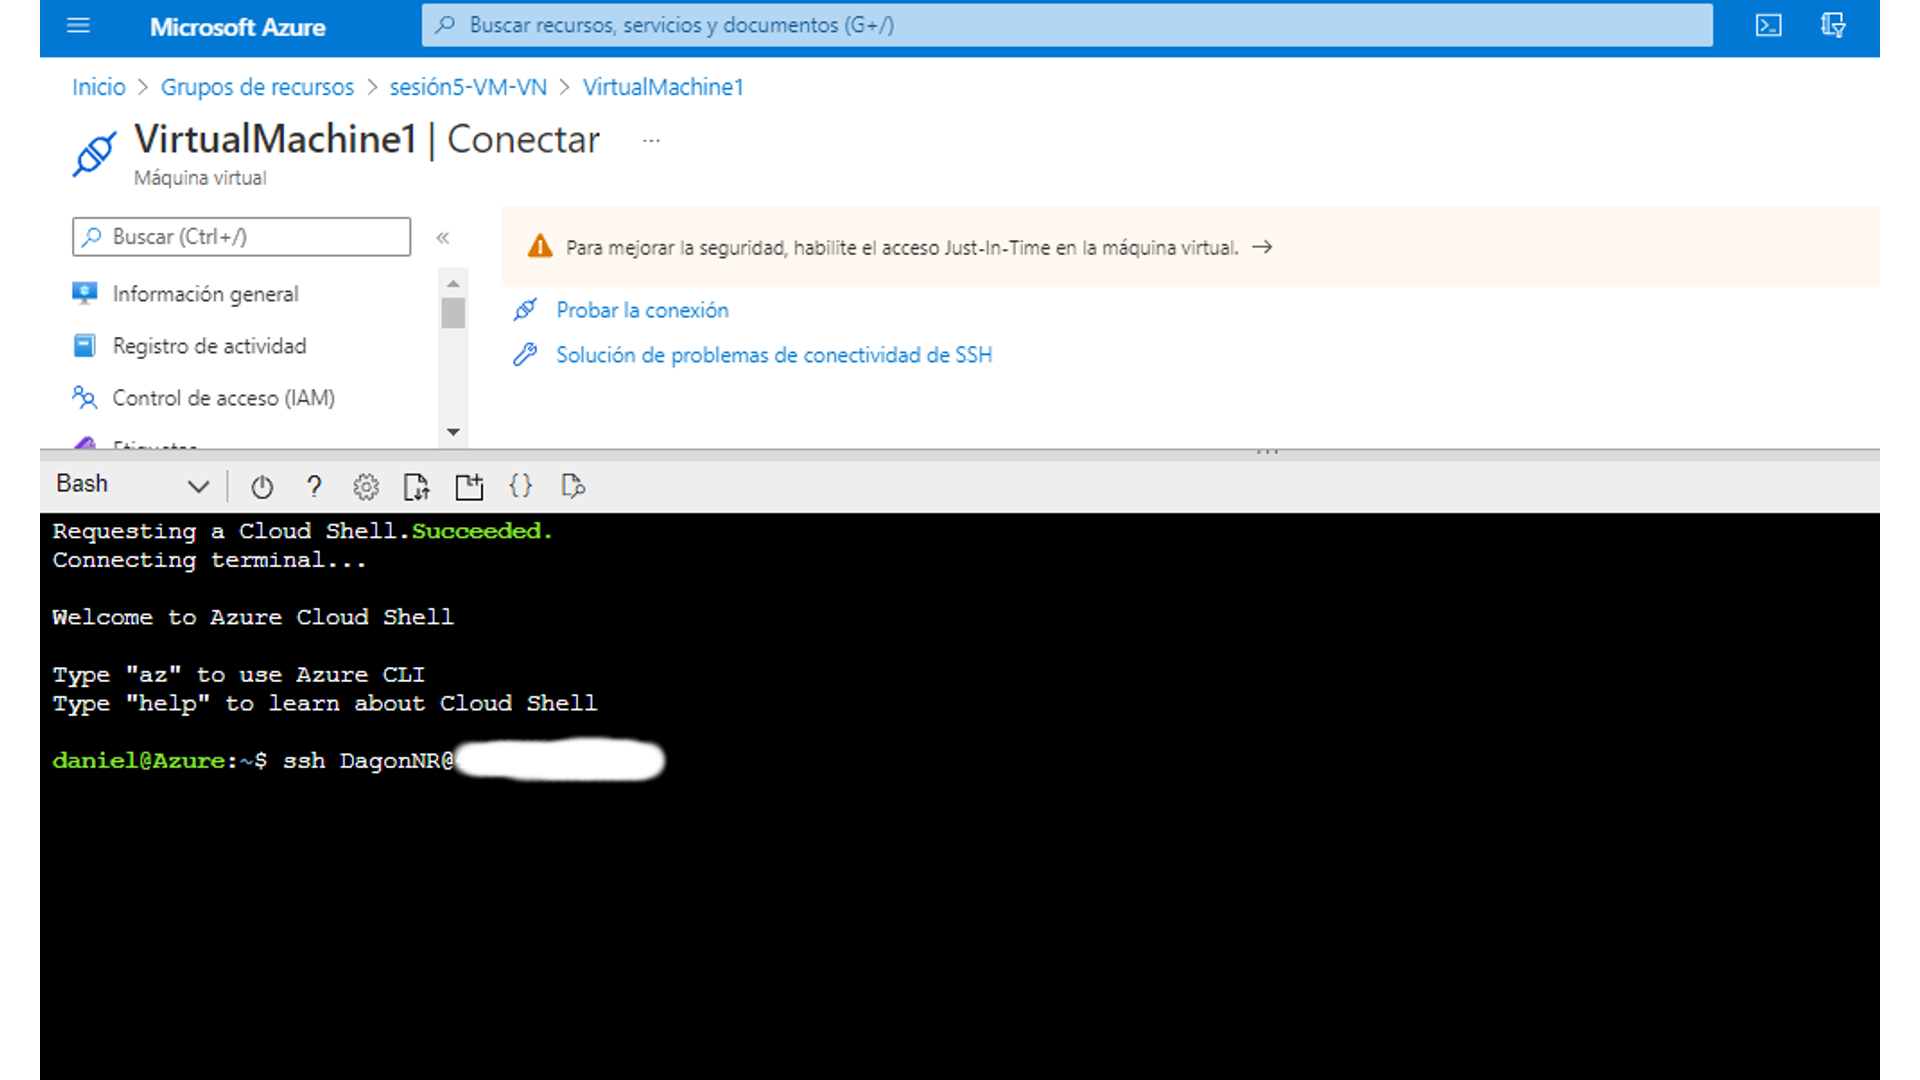 Microsoft Azure
Buscar recursos, servicios y documentos (G+/)
Inicio > Grupos de recursos > sesión5-VM-VN > VirtualMachine1
VirtualMachine1 | Conectar ...
Máquina virtual
Buscar (Ctrl+/)
«
Para mejorar la seguridad, habilite el acceso Just-In-Time en la máquina virtual. →
Información general
Probar la conexión
Registro de actividad
Solución de problemas de conectividad de SSH
Control de acceso (IAM)
Etiquetas
Bash
?
{}
Requesting a Cloud Shell.Succeeded.
Connecting terminal...
Welcome to Azure Cloud Shell
Type "az" to use Azure CLI
Type "help" to learn about Cloud Shell
daniel@Azure:~$ ssh DagonNR@